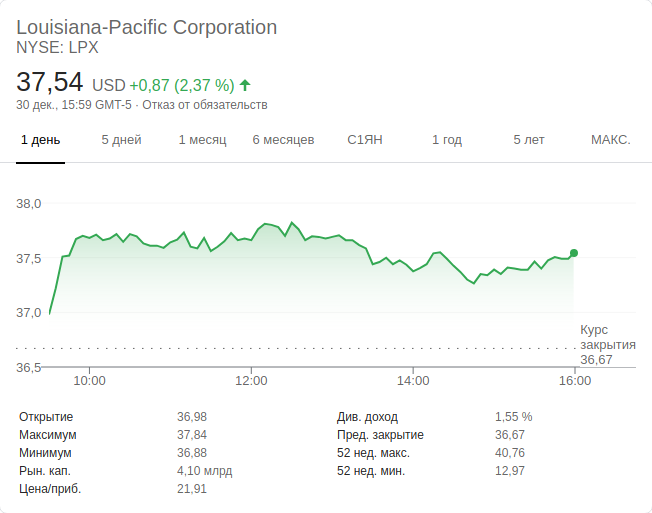 Louisiana-Pacific Corporation
NYSE: LPX
37,54 USD +0,87 (2,37 %)
30 дек., 15:59 GMT-5 · Отказ от обязательств
1 день 5 дней 1 месяц 6 месяцев С1ЯН 1 год 5 лет МАКС.
38,0
37,5
37,0
36,5
Курс
закрытия
36,67
10:00 12:00 14:00 16:00
Открытие 36,98 Див. доход 1,55 %
Максимум 37,84 Пред. закрытие 36,67
Минимум 36,88 52 нед. макс. 40,76
Рын. кап. 4,10 млрд 52 нед. мин. 12,97
Цена/приб. 21,91